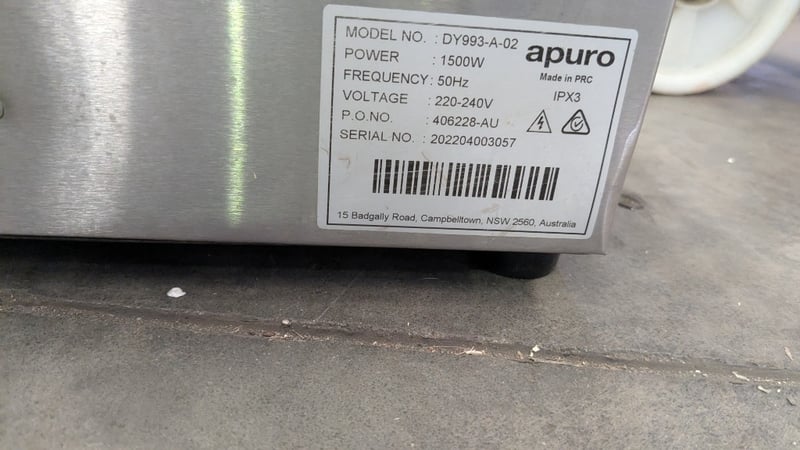 MODEL NO. : DY993-A-02
apuro
POWER : 1500W
Made in PRC
FREQUENCY : 50Hz
IPX3
VOLTAGE : 220-240V
P.O.NO. : 406228-AU
SERIAL NO. : 202204003057
15 Badgally Road, Campbelltown, NSW 2560, Australia